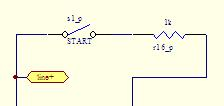 s1_p
1k
START
r16_p
line+